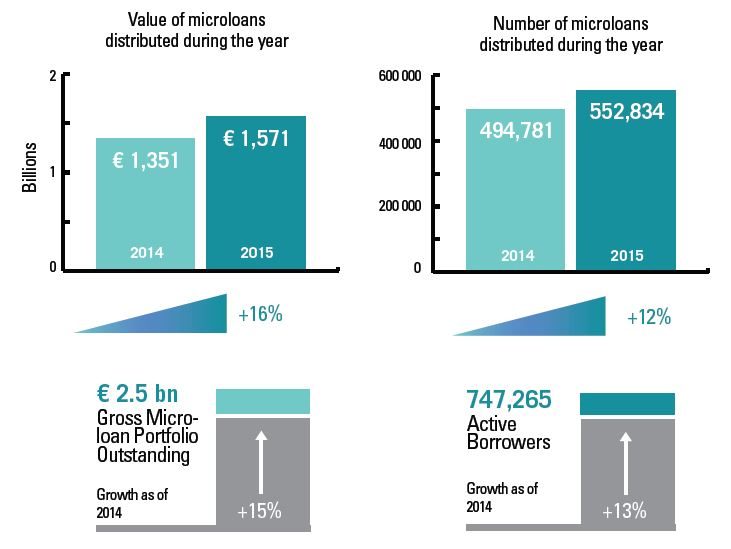 Value of microloans
distributed during the year
Billions
2
1
0
€ 1,351
€ 1,571
2014
2015
+16%
Number of microloans
distributed during the year
600 000
400 000
200 000
0
494,781
552,834
2014
2015
+12%
€ 2.5 bn
Gross Micro-
loan Portfolio
Outstanding
Growth as of
2014
+15%
747,265
Active
Borrowers
Growth as of
2014
+13%